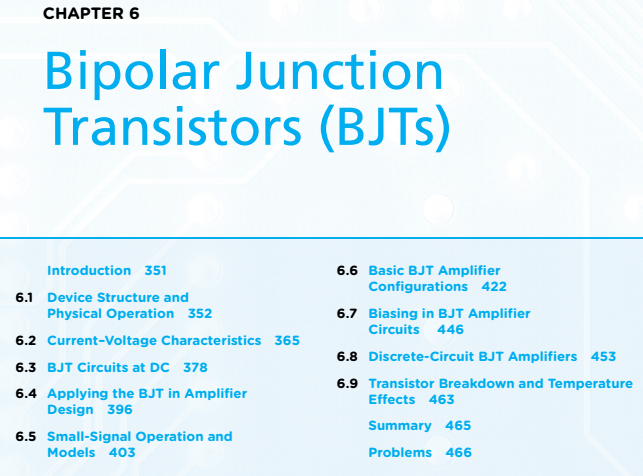 CHAPTER 6
Bipolar Junction
Transistors (BJTs)
Introduction 351
6.1 Device Structure and
Physical Operation 352
6.2 Current–Voltage Characteristics 365
6.3 BJT Circuits at DC 378
6.4 Applying the BJT in Amplifier
Design 396
6.5 Small-Signal Operation and
Models 403
6.6 Basic BJT Amplifier
Configurations 422
6.7 Biasing in BJT Amplifier
Circuits 446
6.8 Discrete-Circuit BJT Amplifiers 453
6.9 Transistor Breakdown and Temperature
Effects 463
Summary 465
Problems 466